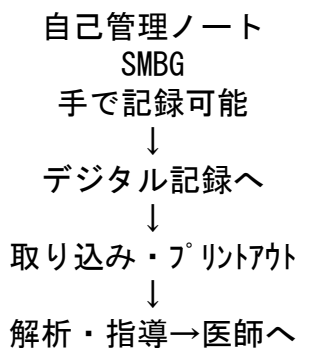 自己管理ノート
SMBG
手で記録可能
↓
デジタル記録へ
↓
取り込み・プリントアウト
↓
解析・指導→医師へ